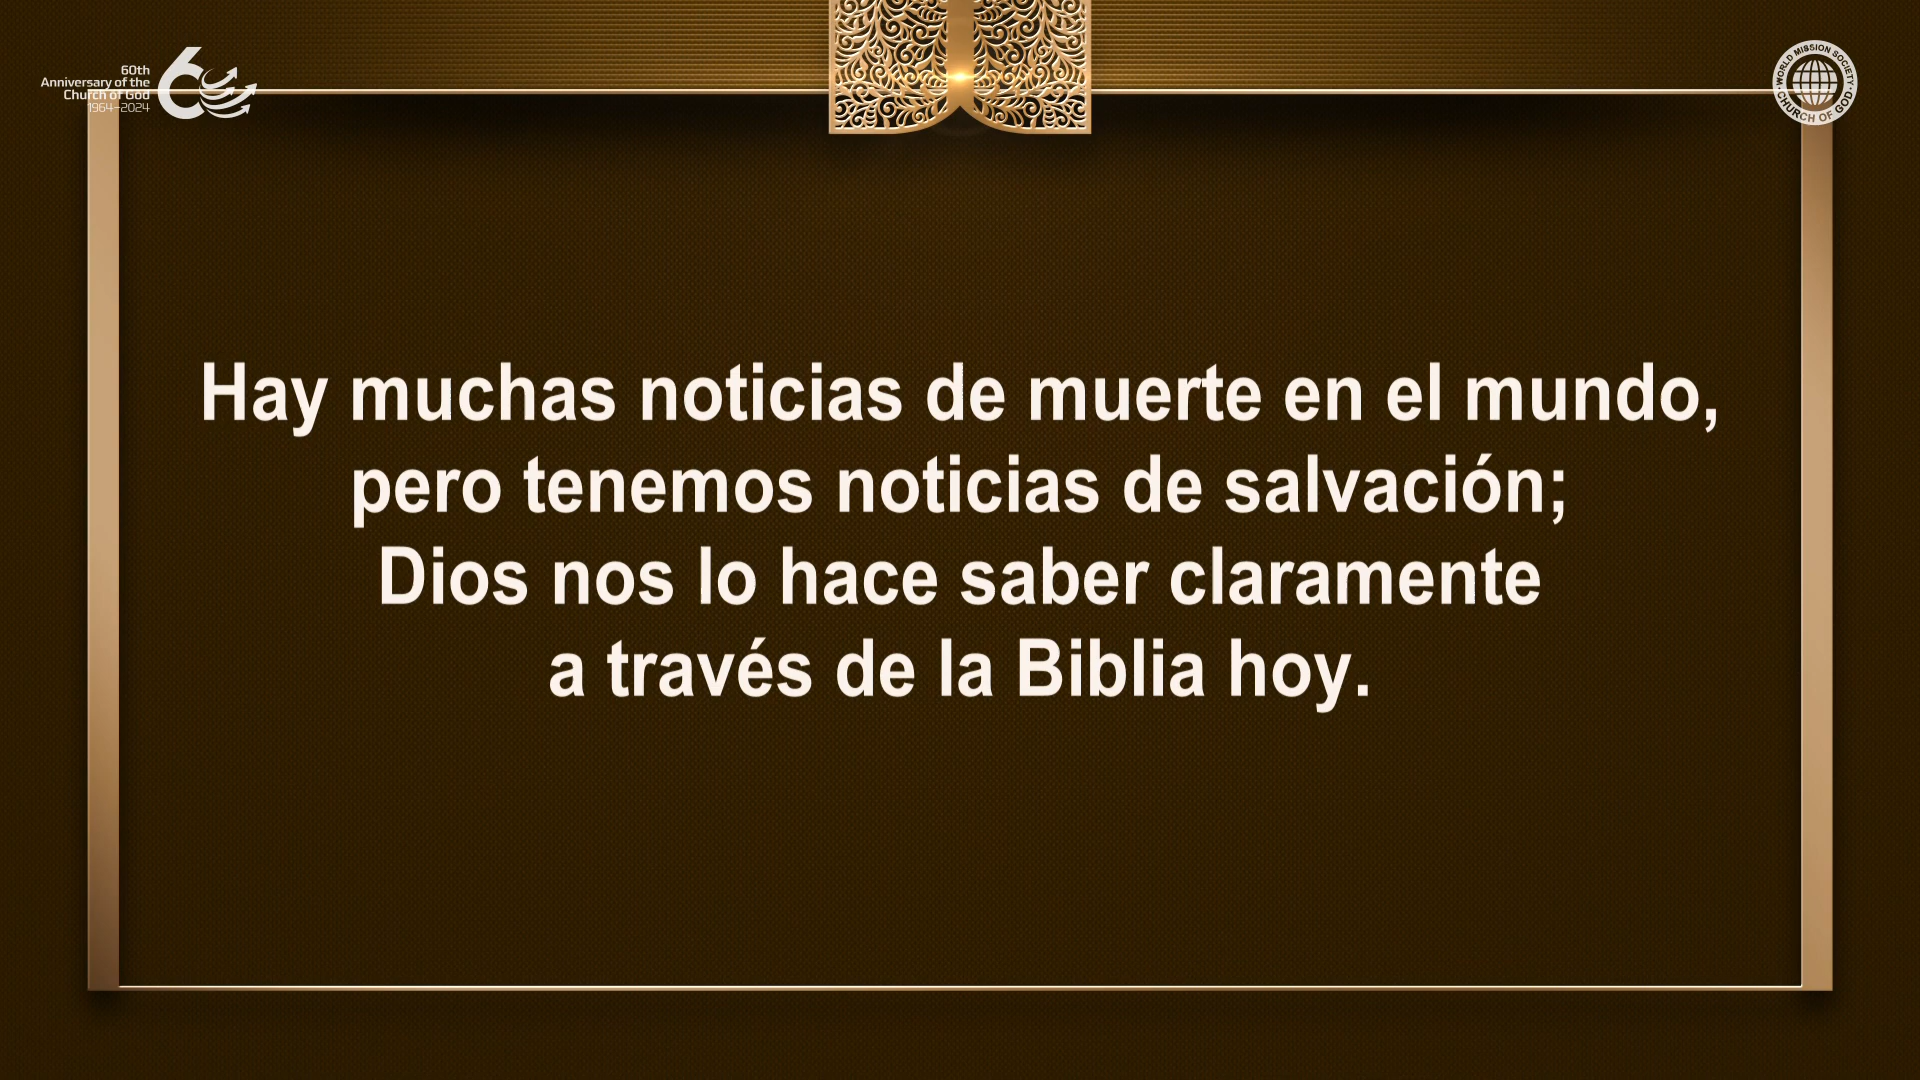 60th
Anniversary of the
Church of God
1964–2024
WORLD MISSION SOCIETY
CHURCH OF GOD
Hay muchas noticias de muerte en el mundo,
pero tenemos noticias de salvación;
Dios nos lo hace saber claramente
a través de la Biblia hoy.